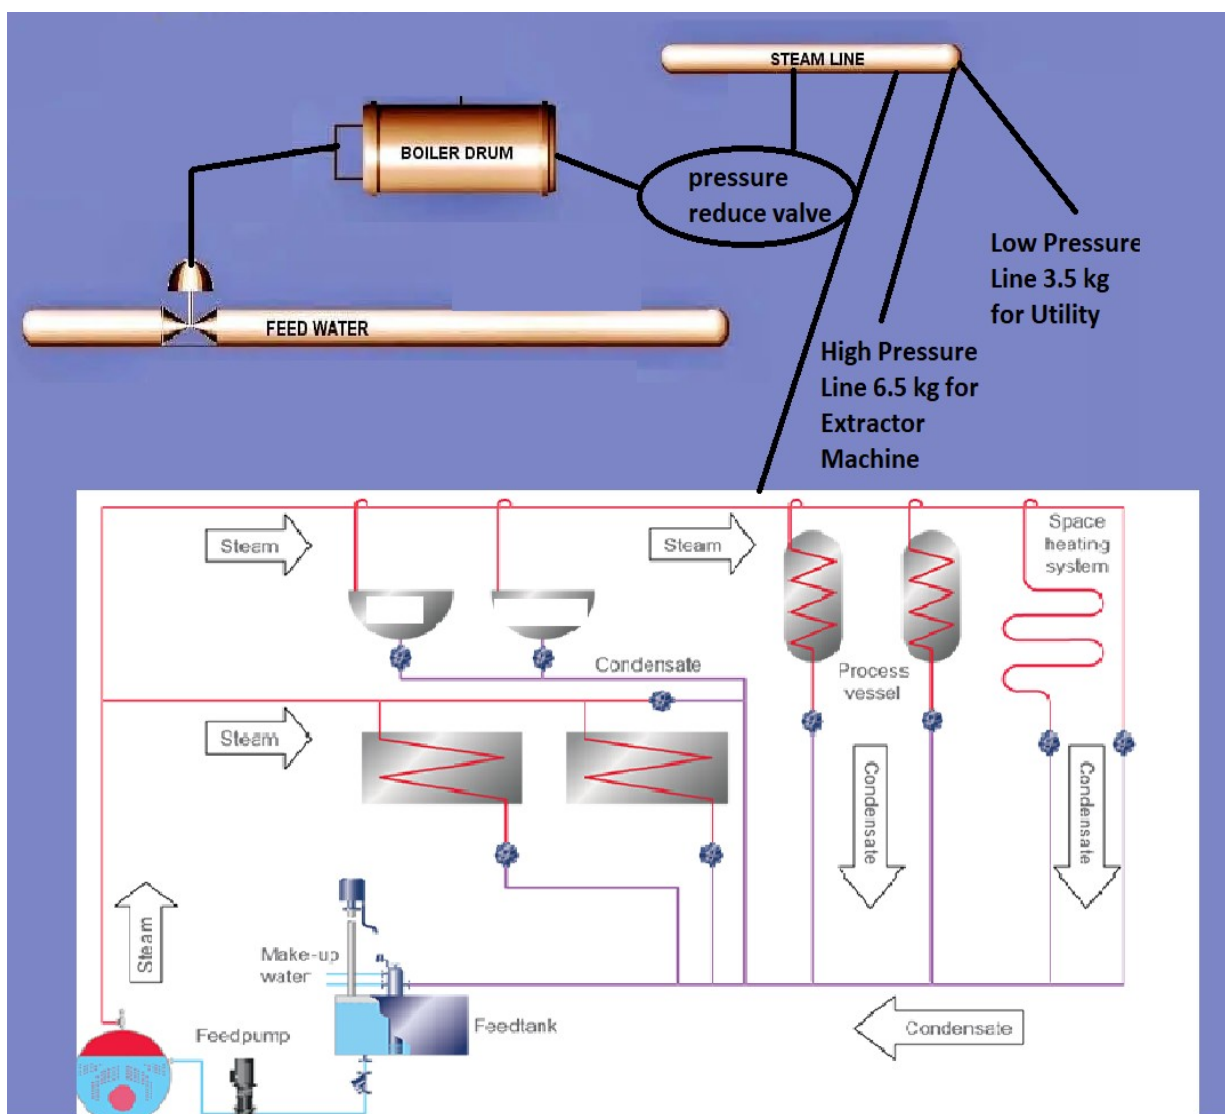 STEAM LINE
BOILER DRUM
pressure
reduce valve
Low Pressure
Line 3.5 kg
for Utility
FEED WATER
High Pressure
Line 6.5 kg for
Extractor
Machine
Steam
Steam
Space
heating
system
Condensate
Process
vessel
Steam
Condensate
Condensate
Steam
Make-up
water
Feedtank
Feedpump
Condensate